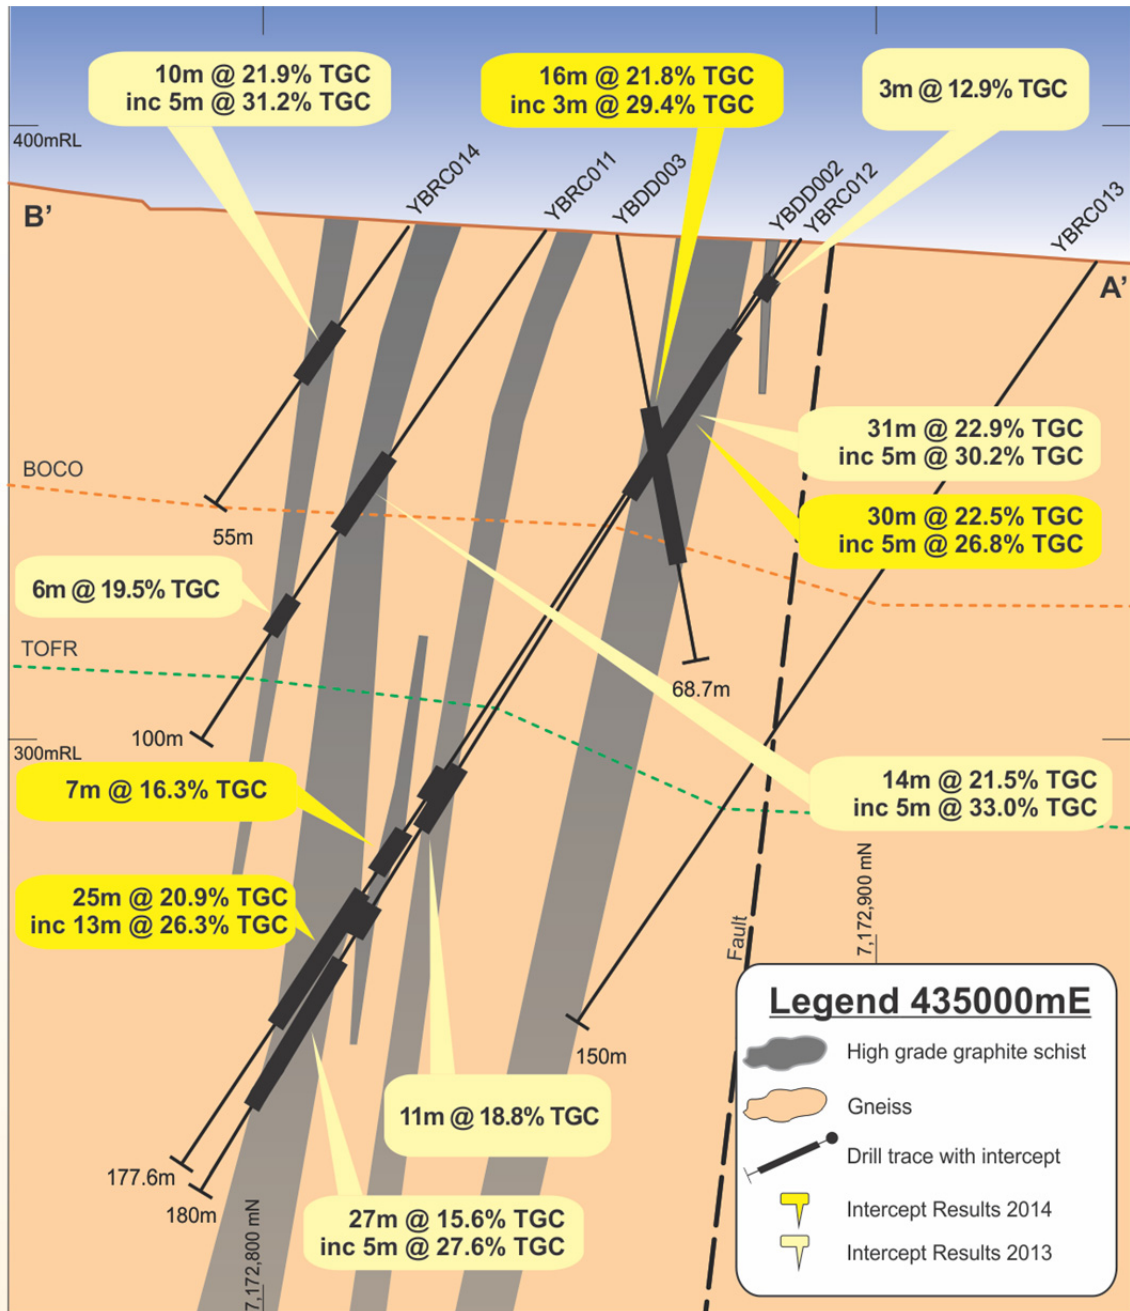 10m @ 21.9% TGC
inc 5m @ 31.2% TGC
16m @ 21.8% TGC
inc 3m @ 29.4% TGC
3m @ 12.9% TGC
400mRL
YBRC014
YBRC011
YBDD003
YBDD002
YBRC012
YBRC013
B’
A’
31m @ 22.9% TGC
inc 5m @ 30.2% TGC
BOCO
55m
30m @ 22.5% TGC
inc 5m @ 26.8% TGC
6m @ 19.5% TGC
TOFR
68.7m
100m
300mRL
7m @ 16.3% TGC
14m @ 21.5% TGC
inc 5m @ 33.0% TGC
25m @ 20.9% TGC
inc 13m @ 26.3% TGC
Fault
7,172,900 mN
150m
11m @ 18.8% TGC
177.6m
180m
27m @ 15.6% TGC
inc 5m @ 27.6% TGC
7,172,800 mN
Legend 435000mE
High grade graphite schist
Gneiss
Drill trace with intercept
Intercept Results 2014
Intercept Results 2013